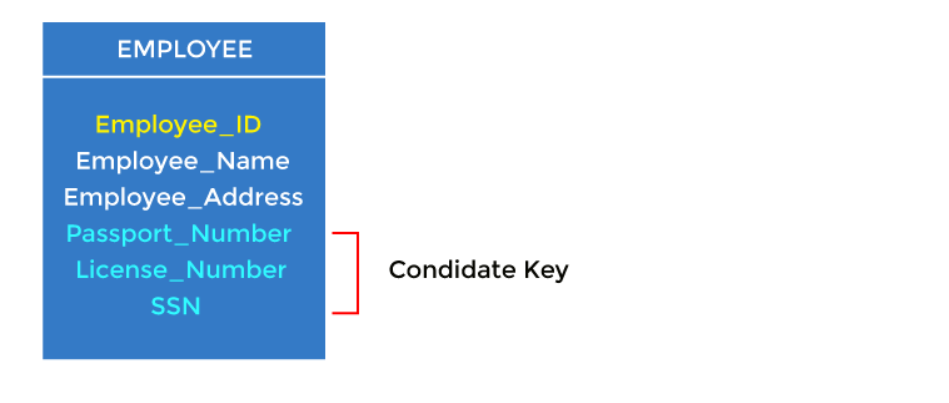 EMPLOYEE
Employee_ID
Employee_Name
Employee_Address
Passport_Number
License_Number
SSN
Condidate Key